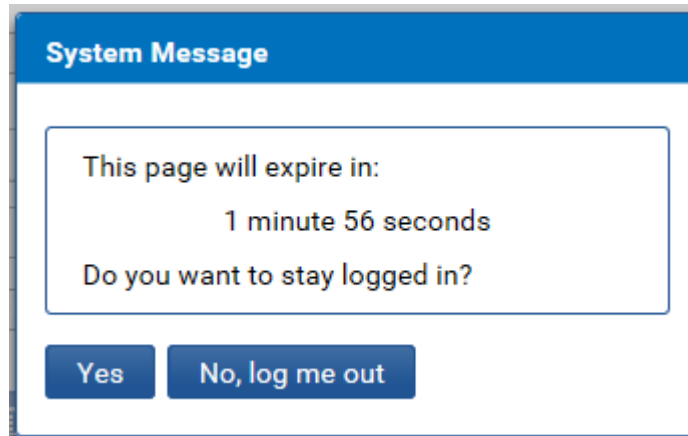 System Message
This page will expire in:
1 minute 56 seconds
Do you want to stay logged in?
Yes
No, log me out